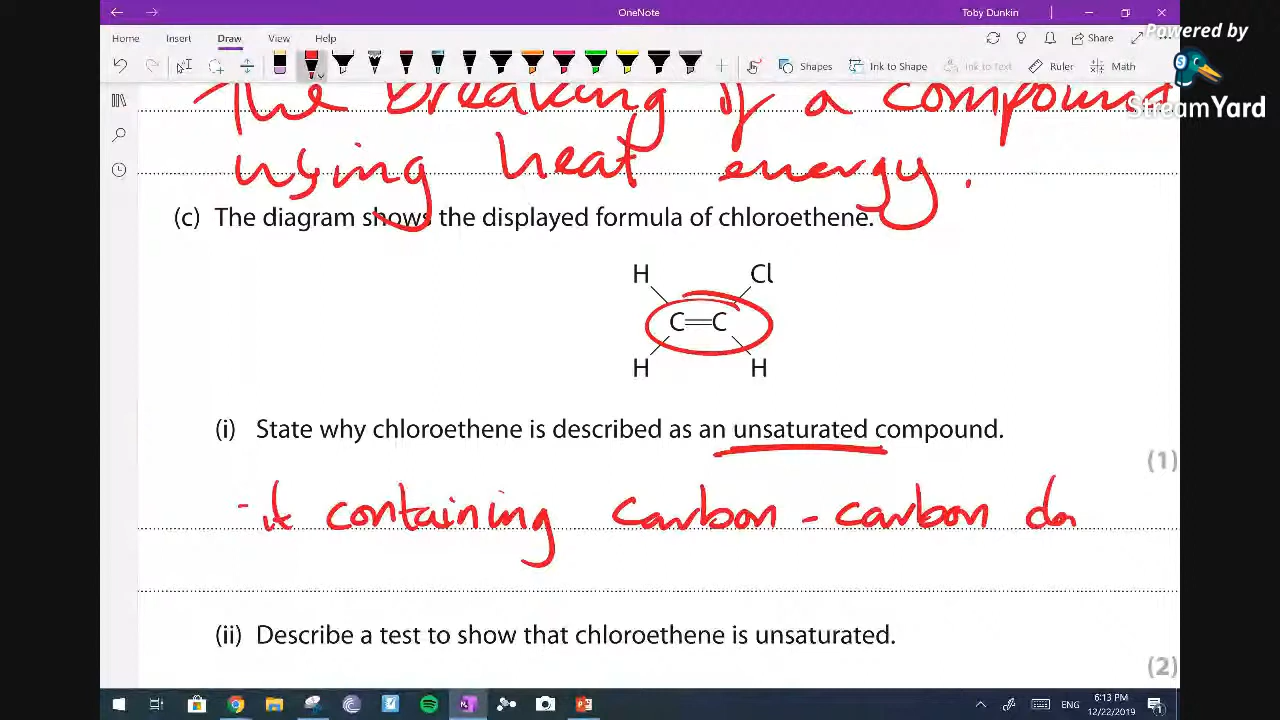 OneNote
Toby Dunkin
Powered by
StreamYard
Home Insert Draw View Help
Share
Shapes Ink to Shape Ink to Text Ruler Math
The breaking of a compound
using heat energy.
(c) The diagram shows the displayed formula of chloroethene.
H Cl
C=C
H H
(i) State why chloroethene is described as an unsaturated compound.
(1)
- it containing carbon - carbon do
(ii) Describe a test to show that chloroethene is unsaturated.
(2)
ENG
6:13 PM
12/22/2019